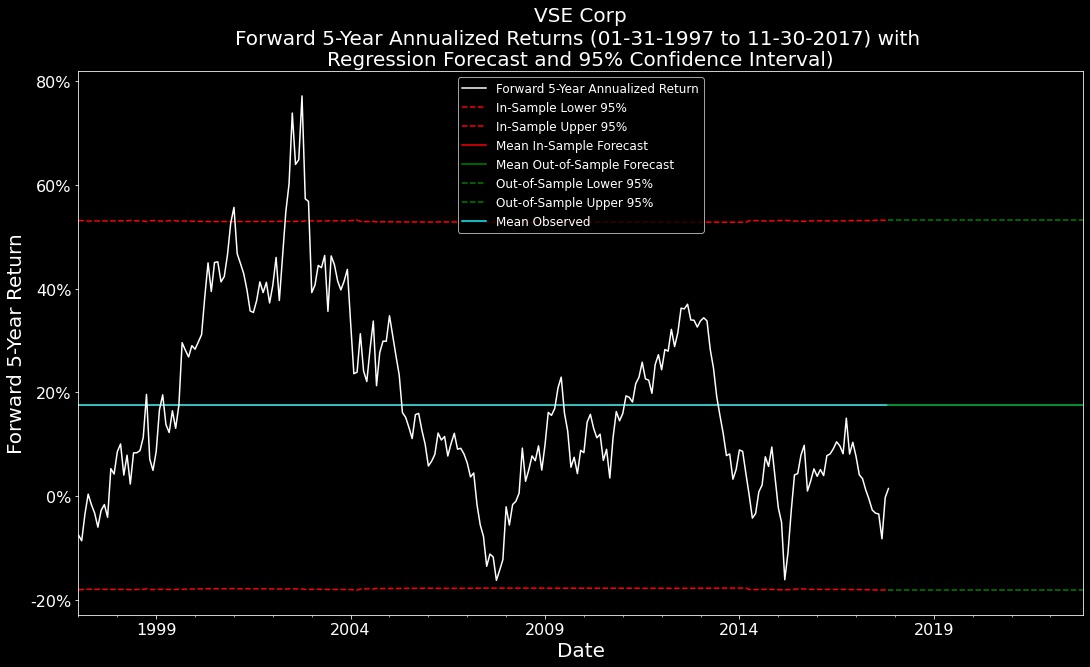 VSE Corp
Forward 5-Year Annualized Returns (01-31-1997 to 11-30-2017) with
Regression Forecast and 95% Confidence Interval)
80%
60%
40%
20%
0%
-20%
Forward 5-Year Return
Forward 5-Year Annualized Return
In-Sample Lower 95%
In-Sample Upper 95%
Mean In-Sample Forecast
Mean Out-of-Sample Forecast
Out-of-Sample Lower 95%
Out-of-Sample Upper 95%
Mean Observed
1999 2004 2009 2014 2019
Date